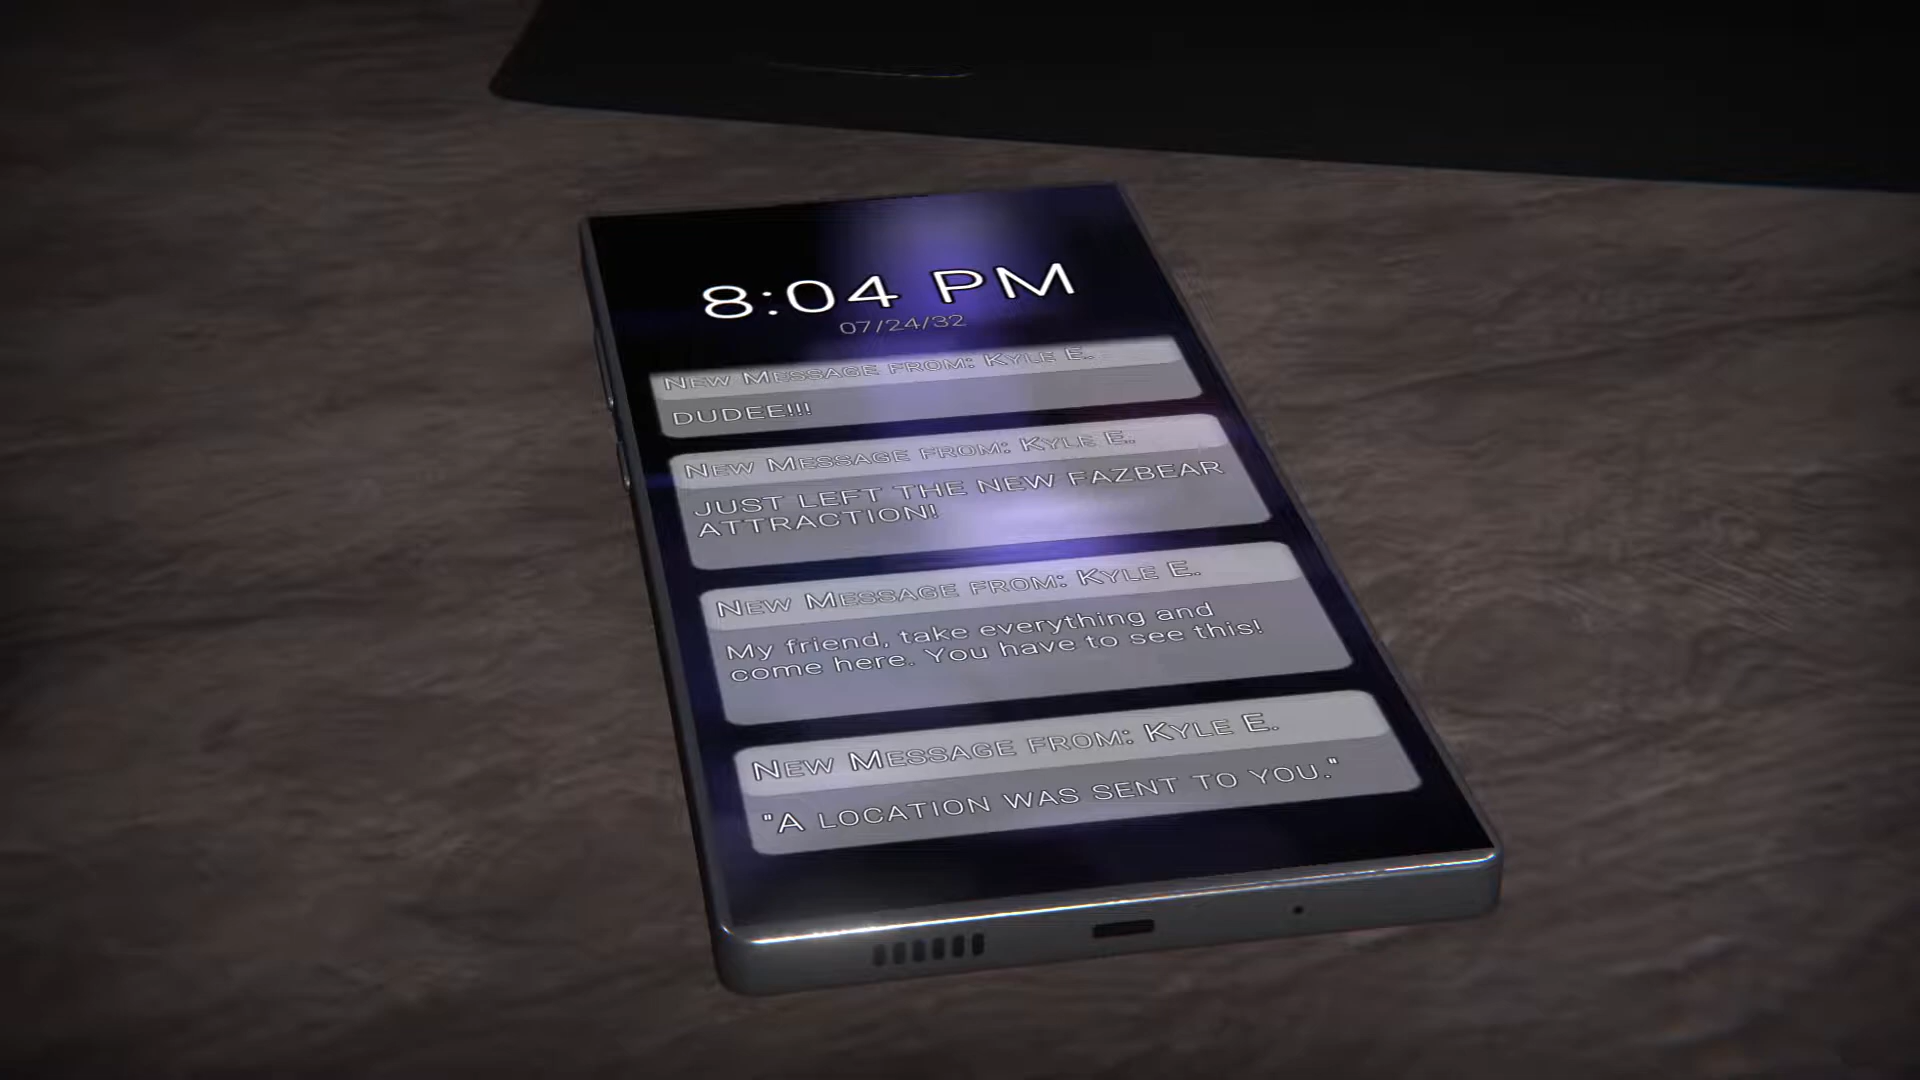 8:04 PM
07/24/32
New Message from: Kyle E.
DUDEE!!!
New Message from: Kyle E.
JUST LEFT THE NEW FAZBEAR
ATTRACTION!
New Message from: Kyle E.
My friend, take everything and
come here. You have to see this!
New Message from: Kyle E.
"A LOCATION WAS SENT TO YOU."